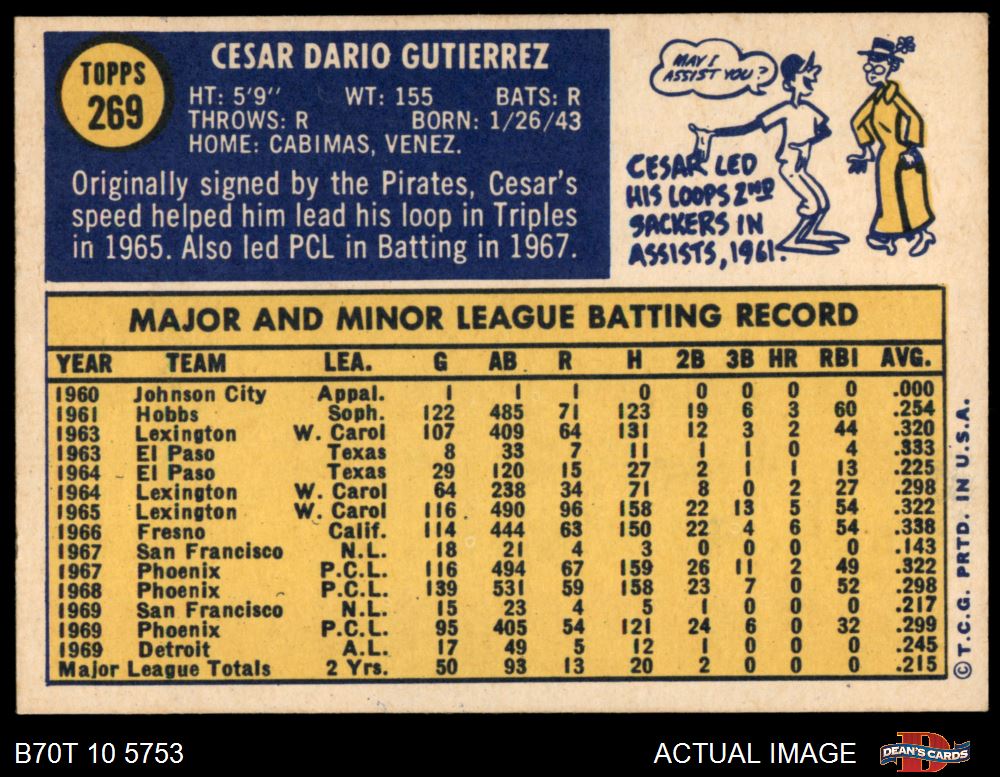 TOPPS
269
CESAR DARIO GUTIERREZ
HT: 5'9" WT: 155 BATS: R
THROWS: R BORN: 1/26/43
HOME: CABIMAS, VENEZ.
Originally signed by the Pirates, Cesar's
speed helped him lead his loop in Triples
in 1965. Also led PCL in Batting in 1967.
MAY I
ASSIST YOU?
CESAR LED
HIS LOOPS 2ND
SACKERS IN
ASSISTS, 1961.
MAJOR AND MINOR LEAGUE BATTING RECORD
YEAR TEAM LEA. G AB R H 2B 3B HR RBI AVG.
1960 Johnson City Appal. 1 1 1 0 0 0 0 0 .000
1961 Hobbs Soph. 122 485 71 123 19 6 3 60 .254
1963 Lexington W. Carol 107 409 64 131 12 3 2 44 .320
1963 El Paso Texas 8 33 7 11 1 1 0 4 .333
1964 El Paso Texas 29 120 15 27 2 1 1 13 .225
1964 Lexington W. Carol 64 238 34 71 8 0 2 27 .298
1965 Lexington W. Carol 116 490 96 158 22 13 5 54 .322
1966 Fresno Calif. 114 444 63 150 22 4 6 54 .338
1967 San Francisco N.L. 18 21 4 3 0 0 0 0 .143
1967 Phoenix P.C.L. 116 494 67 159 26 11 2 49 .322
1968 Phoenix P.C.L. 139 531 59 158 23 7 0 52 .298
1969 San Francisco N.L. 15 23 4 5 1 0 0 0 .217
1969 Phoenix P.C.L. 95 405 54 121 24 6 0 32 .299
1969 Detroit A.L. 17 49 5 12 1 0 0 0 .245
Major League Totals 2 Yrs. 50 93 13 20 2 0 0 0 .215
© T.C.G. PRTD. IN U.S.A.
B70T 10 5753
ACTUAL IMAGE
DEAN'S CARDS